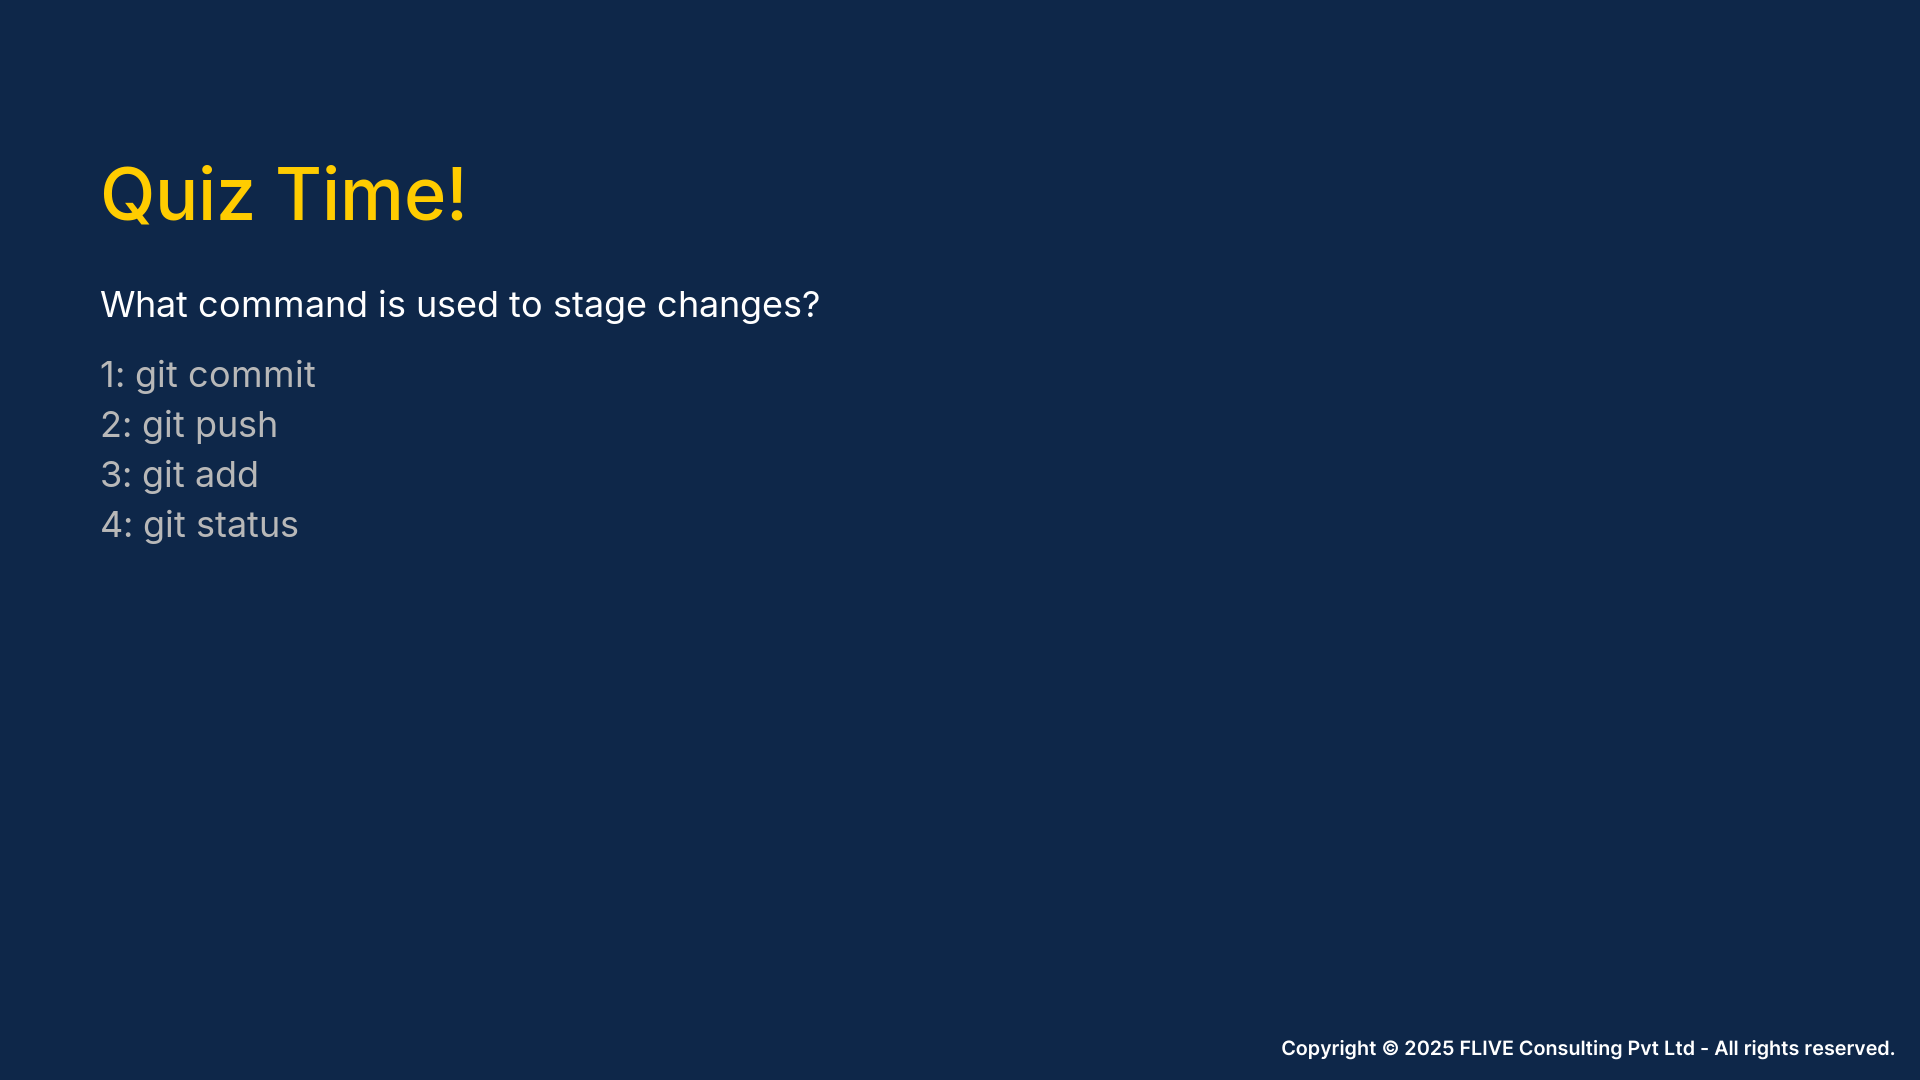 Quiz Time!
What command is used to stage changes?
1: git commit
2: git push
3: git add
4: git status
Copyright © 2025 FLIVE Consulting Pvt Ltd - All rights reserved.